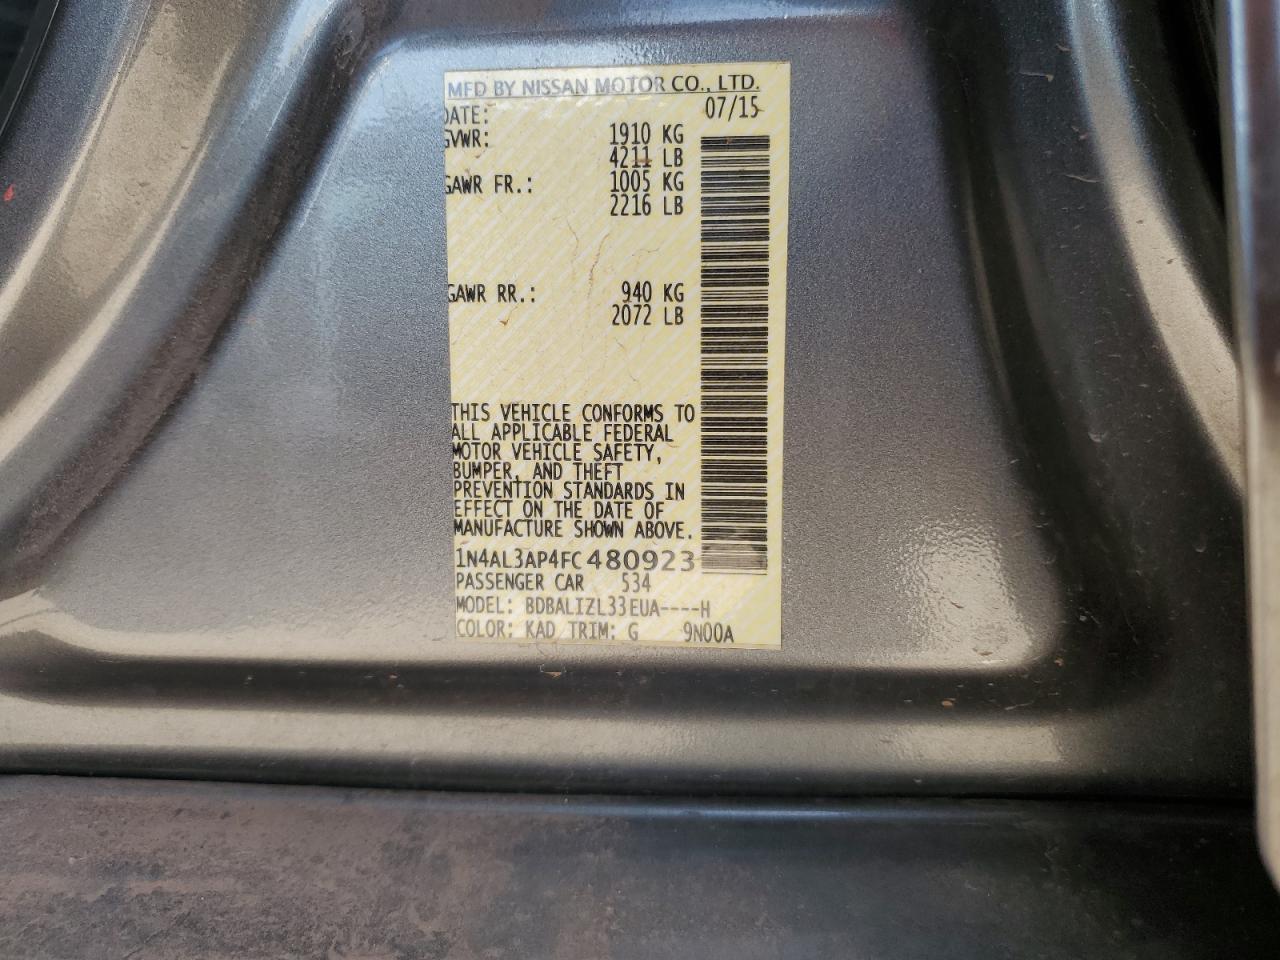 MFD BY NISSAN MOTOR CO., LTD.
DATE: 07/15
GVWR: 1910 KG
4211 LB
GAWR FR.: 1005 KG
2216 LB
GAWR RR.: 940 KG
2072 LB
THIS VEHICLE CONFORMS TO
ALL APPLICABLE FEDERAL
MOTOR VEHICLE SAFETY,
BUMPER, AND THEFT
PREVENTION STANDARDS IN
EFFECT ON THE DATE OF
MANUFACTURE SHOWN ABOVE.
1N4AL3AP4FC480923
PASSENGER CAR 534
MODEL: BDBALIZL33EUA----H
COLOR: KAD TRIM: G 9N00A